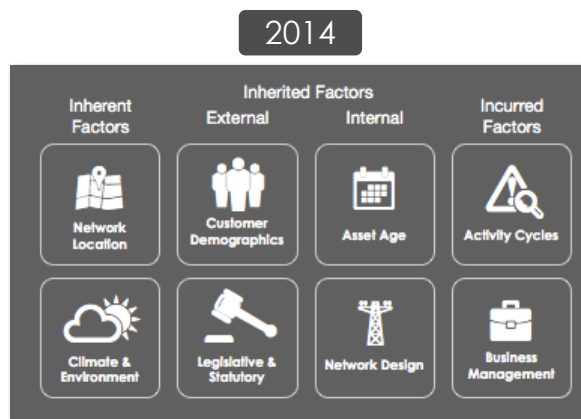 2014
Inherent
Factors
Inherited Factors
External
Internal
Incurred
Factors
Network
Location
Customer
Demographics
Asset Age
Activity Cycles
Climate &
Environment
Legislative &
Statutory
Network Design
Business
Management